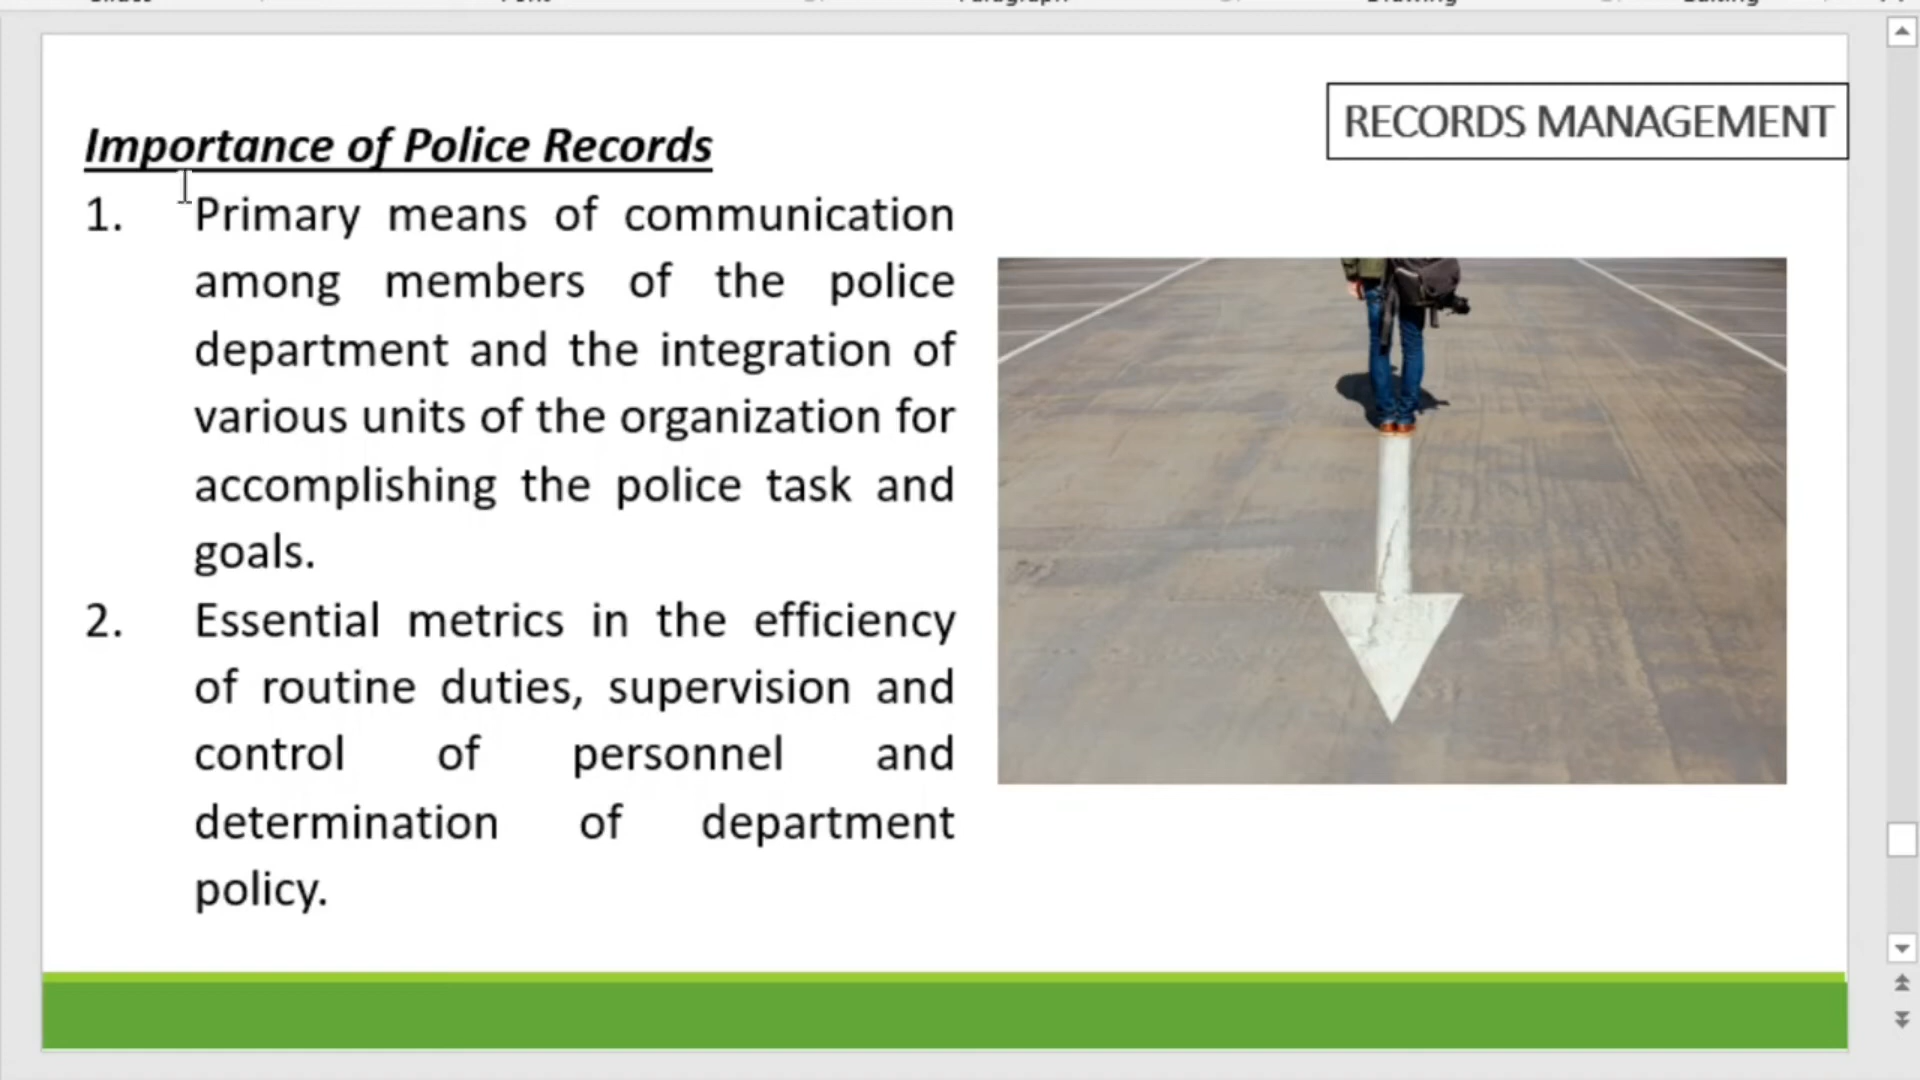 RECORDS MANAGEMENT
Importance of Police Records
1. Primary means of communication
among members of the police
department and the integration of
various units of the organization for
accomplishing the police task and
goals.
2. Essential metrics in the efficiency
of routine duties, supervision and
control of personnel and
determination of department
policy.